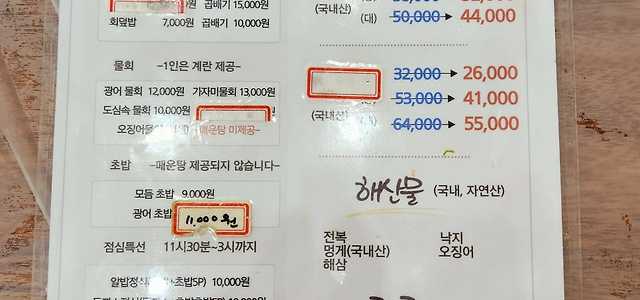 0원 곱배기 15,000원
회덮밥 7,000원 곱배기 10,000원
물회 -1인은 계란 제공-
광어 물회 12,000원 가자미물회 13,000원
도심속 물회 10,000원
오징어물회
매운탕 미제공-
초밥 -매운탕 제공되지 않습니다-
모듬 초밥 9,000원
광어 초밥 11,000원
점심특선 11시30분~3시까지
알밥정식 +초밥5P) 10,000원
(국내산)
(대) 50,000 → 44,000
32,000 → 26,000
53,000 → 41,000
(국내산) 64,000 → 55,000
해산물 (국내, 자연산)
전복 낙지
멍게(국내산) 오징어
해삼